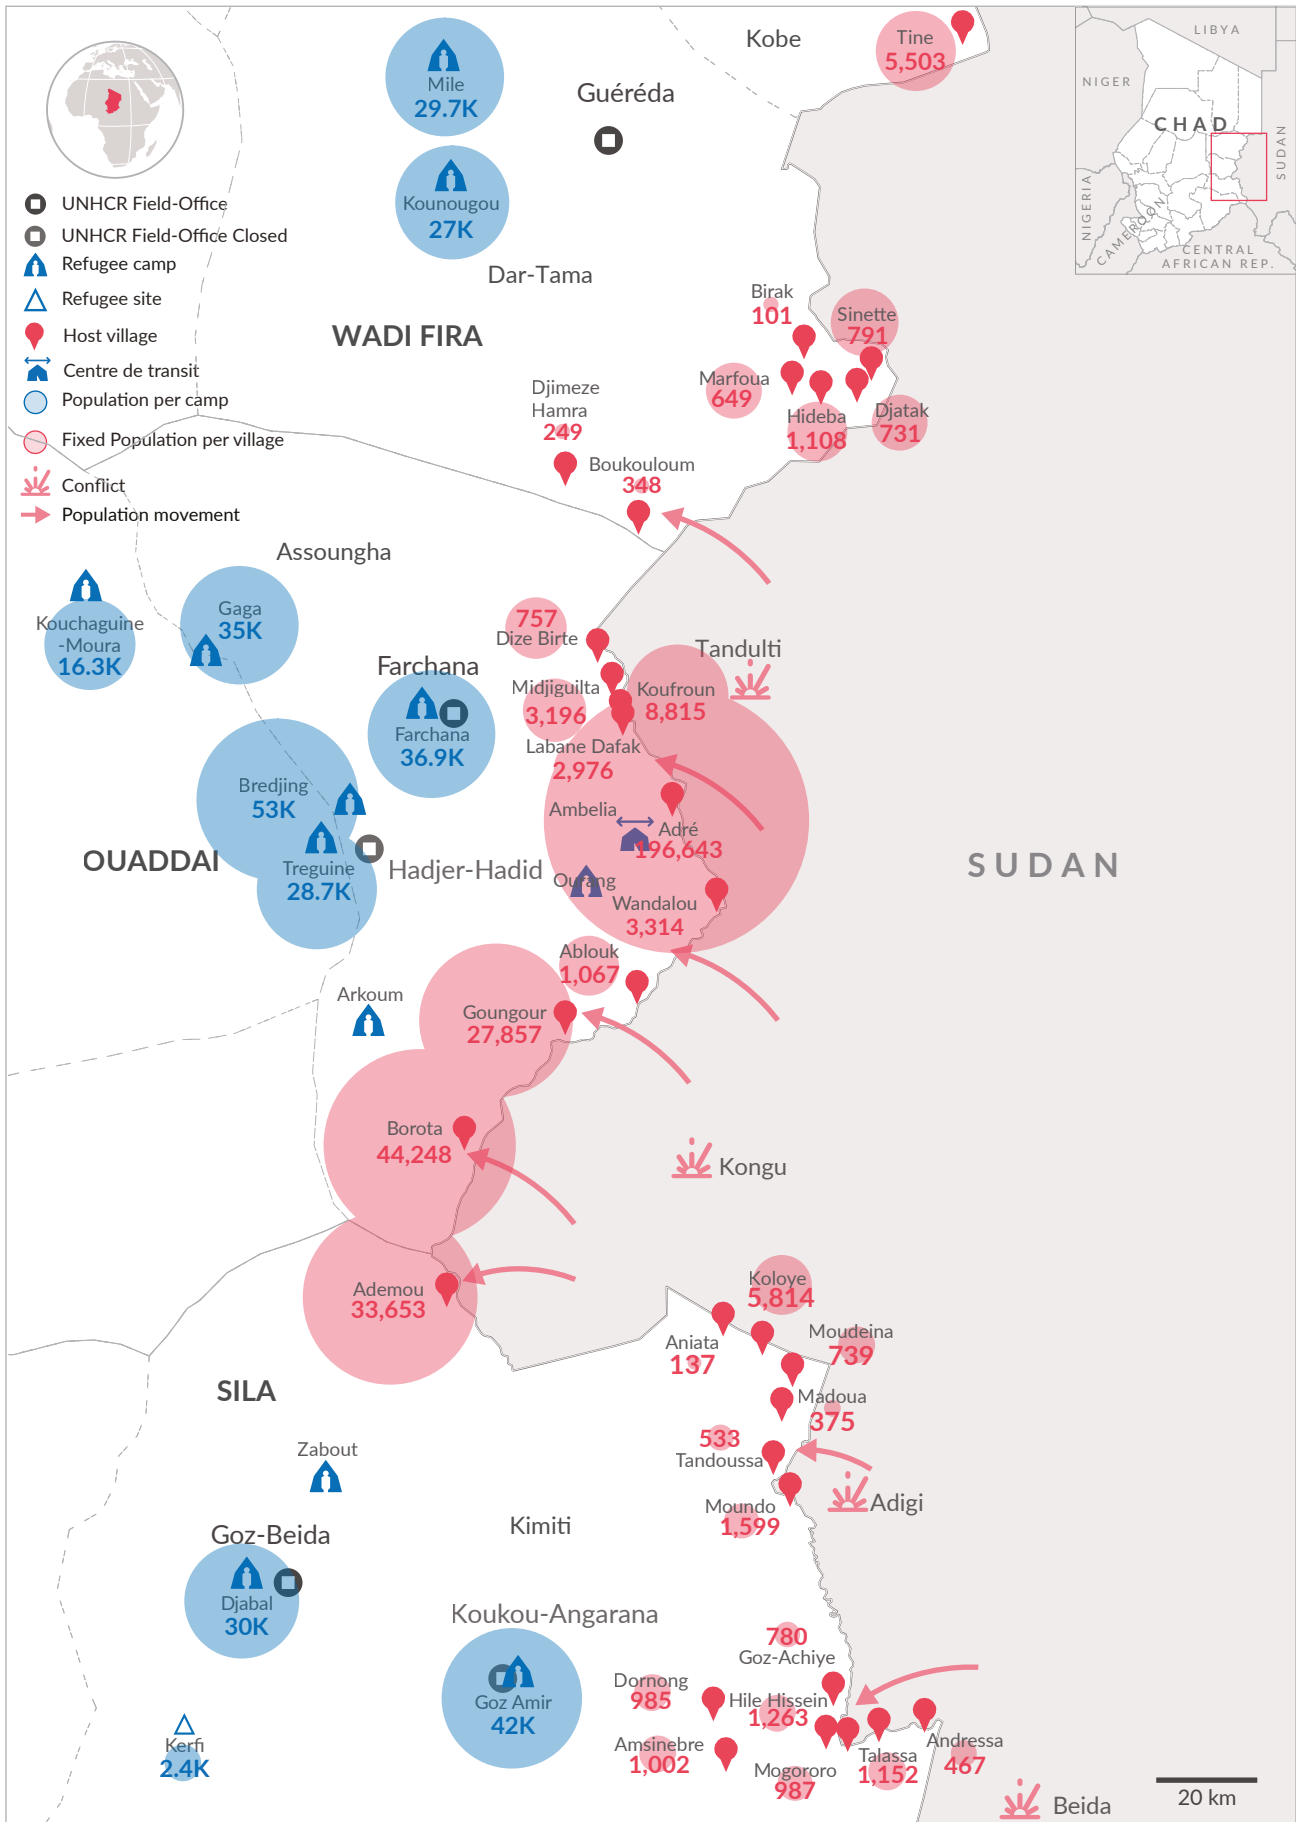 Kobe
Tine
5,503
LIBYA
NIGER
CHAD
SUDAN
NIGERIA
CAMEROON
CENTRAL
AFRICAN REP.
Mile
29.7K
Guéréda
Kounougou
27K
Dar-Tama
WADI FIRA
UNHCR Field-Office
UNHCR Field-Office Closed
Refugee camp
Refugee site
Host village
Centre de transit
Population per camp
Fixed Population per village
Conflict
Population movement
Birak
101
Sinette
791
Marfoua
649
Hideba
1,108
Djatak
731
Djimeze
Hamra
249
Boukouloum
348
Assoungha
Kouchaguine
-Moura
16.3K
Gaga
35K
Farchana
Farchana
36.9K
757
Dize Birte
Tandulti
Midjiguilta
3,196
Koufroun
8,815
Labane Dafak
2,976
Bredjing
53K
Ambelia
Adré
196,643
OUADDAI
Treguine
28.7K
Hadjer-Hadid
Ourang
Wandalou
3,314
SUDAN
Ablouk
1,067
Arkoum
Goungour
27,857
Borota
44,248
Kongu
Ademou
33,653
Koloye
5,814
Aniata
137
Moudeina
739
SILA
Madoua
375
533
Tandoussa
Zabout
Adigi
Moundo
1,599
Kimiti
Goz-Beida
Djabal
30K
Koukou-Angarana
Goz Amir
42K
780
Goz-Achiye
Dornong
985
Hile Hissein
1,263
Kerfi
2.4K
Amsinebre
1,002
Mogororo
987
Talassa
1,152
Andressa
467
Beida
20 km